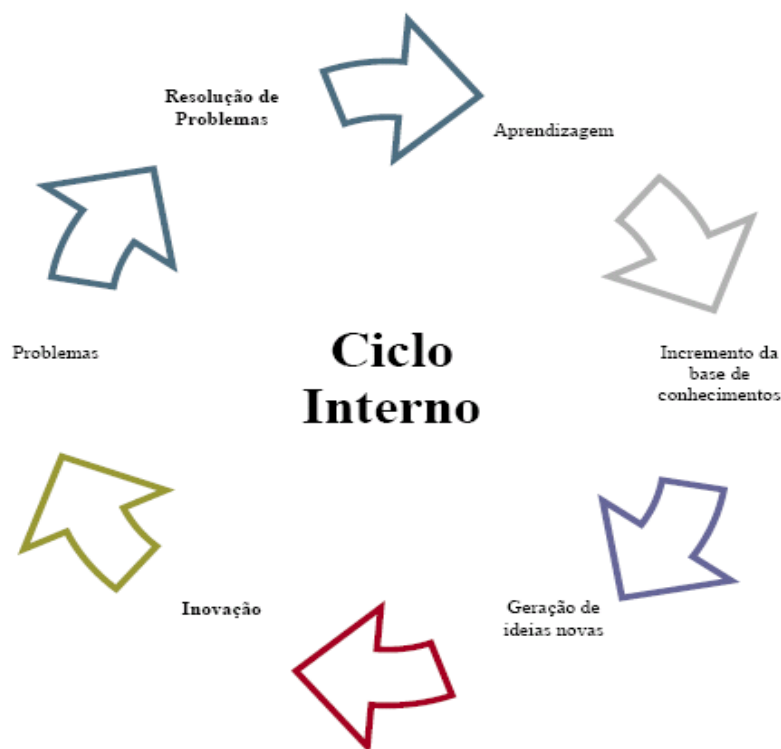 Resolução de
Problemas
Aprendizagem
Problemas
Ciclo
Interno
Incremento da
base de
conhecimentos
Inovação
Geração de
ideias novas